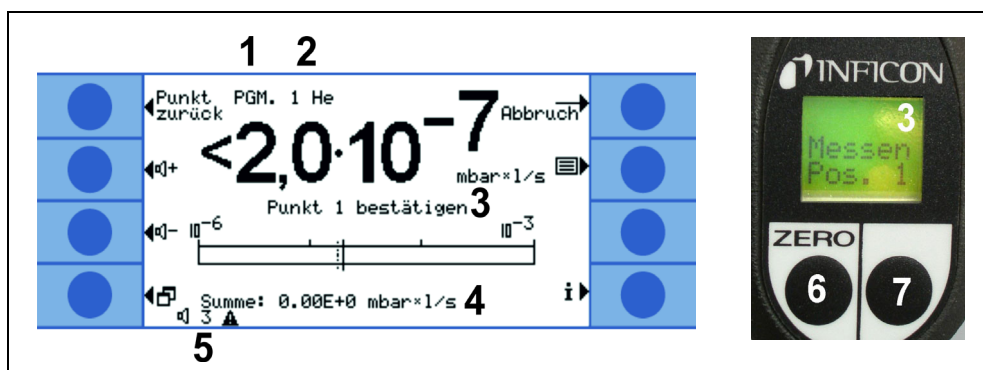 1 2
Punkt PGM. 1 He
zurück
Abbruch
<2,0·10⁻⁷
mbar×l/s
Punkt 1 bestätigen 3
10⁻⁶ 10⁻³
Summe: 0.00E+0 mbar×l/s 4
i
3
5
INFICON
3
Messen
Pos. 1
ZERO
6 7